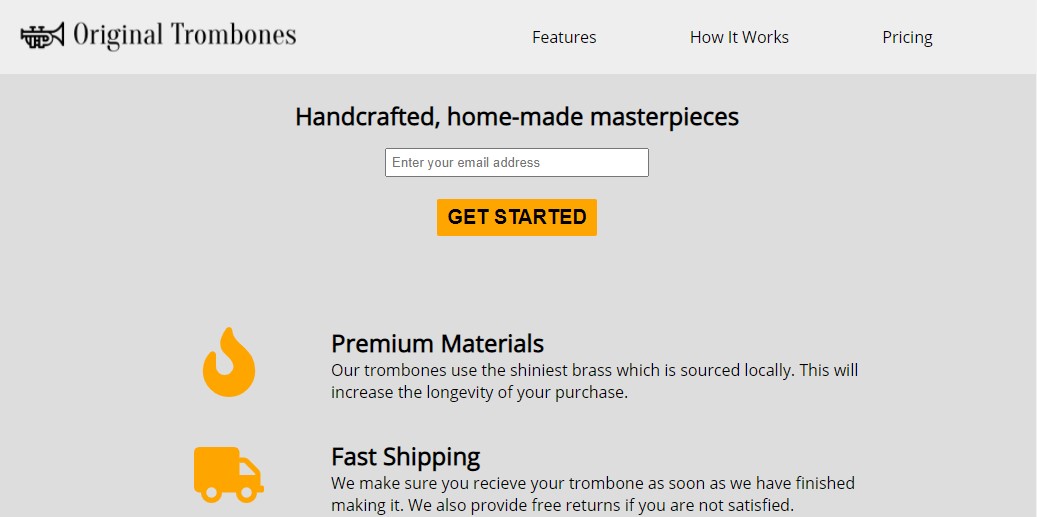 Original Trombones
Features
How It Works
Pricing
Handcrafted, home-made masterpieces
Enter your email address
GET STARTED
Premium Materials
Our trombones use the shiniest brass which is sourced locally. This will
increase the longevity of your purchase.
Fast Shipping
We make sure you recieve your trombone as soon as we have finished
making it. We also provide free returns if you are not satisfied.